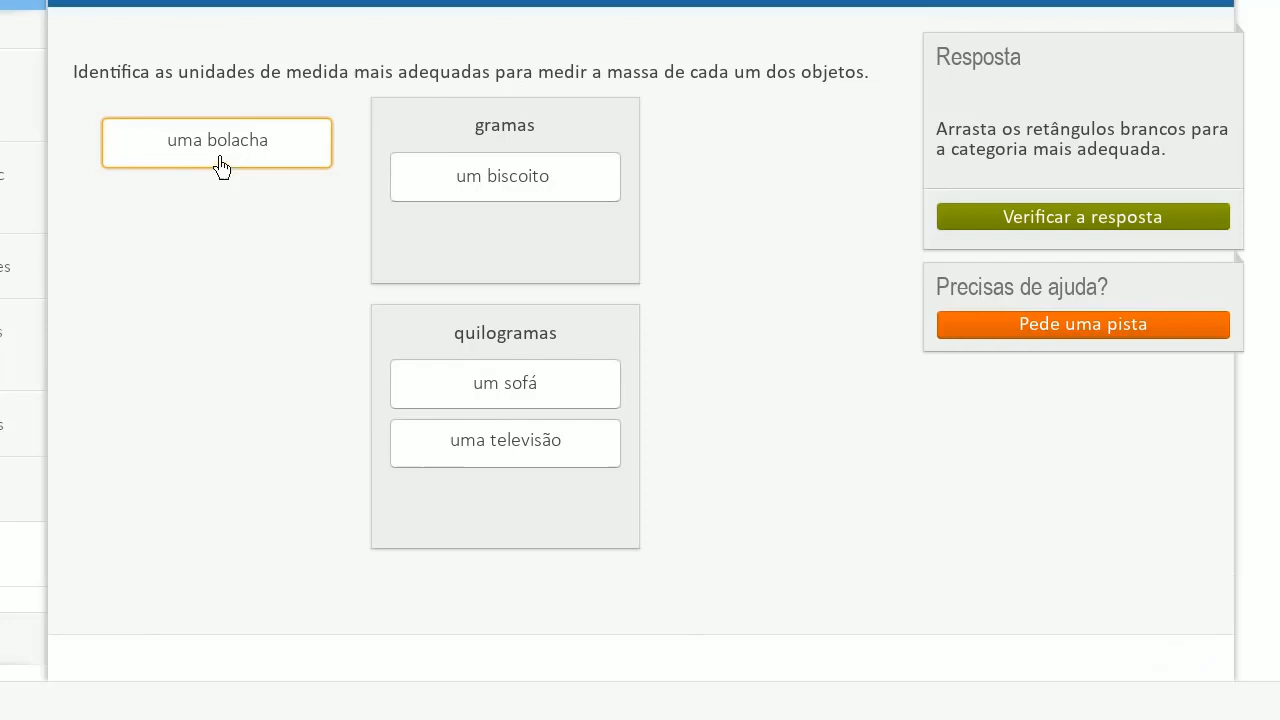 Identifica as unidades de medida mais adequadas para medir a massa de cada um dos objetos.
uma bolacha
gramas
um biscoito
quilogramas
um sofá
uma televisão
Resposta
Arrasta os retângulos brancos para
a categoria mais adequada.
Verificar a resposta
Precisas de ajuda?
Pede uma pista
c
es
s
s